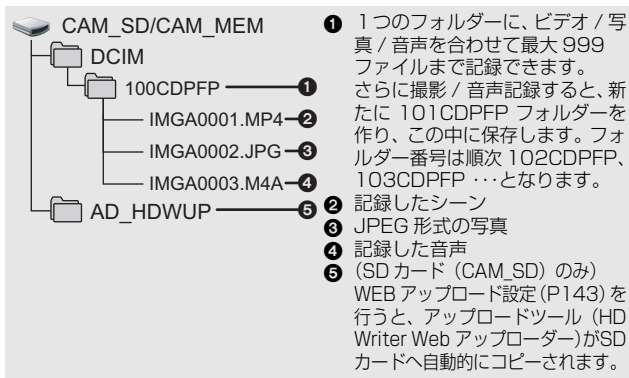 CAM_SD/CAM_MEM
DCIM
100CDPFP ❶
IMGA0001.MP4 ❷
IMGA0002.JPG ❸
IMGA0003.M4A ❹
AD_HDWUP ❺
❶ 1つのフォルダーに、ビデオ / 写
真 / 音声を合わせて最大 999
ファイルまで記録できます。
さらに撮影 / 音声記録すると、新
たに 101CDPFP フォルダーを
作り、この中に保存します。フォ
ルダー番号は順次 102CDPFP、
103CDPFP ･･･となります。
❷ 記録したシーン
❸ JPEG 形式の写真
❹ 記録した音声
❺ (SD カード（CAM_SD）のみ)
WEB アップロード設定(P143)を
行うと、アップロードツール（HD
Writer Web アップローダー)がSD
カードへ自動的にコピーされます。